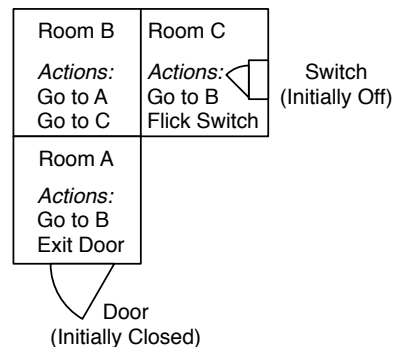 Room B
Actions:
Go to A
Go to C
Room C
Actions:
Go to B
Flick Switch
Switch
(Initially Off)
Room A
Actions:
Go to B
Exit Door
Door
(Initially Closed)